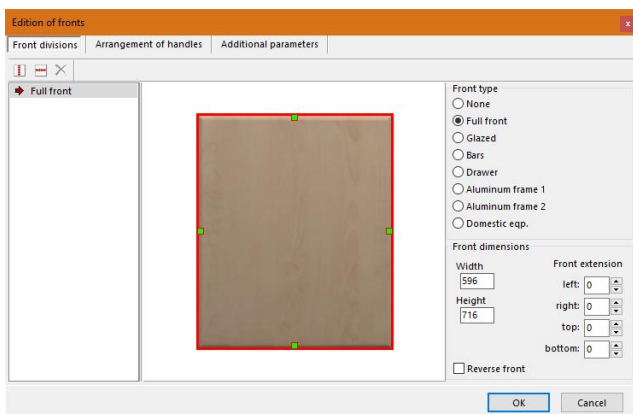 Edition of fronts
x
Front divisions Arrangement of handles Additional parameters
Full front
Front type
None
Full front
Glazed
Bars
Drawer
Aluminum frame 1
Aluminum frame 2
Domestic eqp.
Front dimensions
Width
596
Height
716
Front extension
left: 0
right: 0
top: 0
bottom: 0
Reverse front
OK Cancel